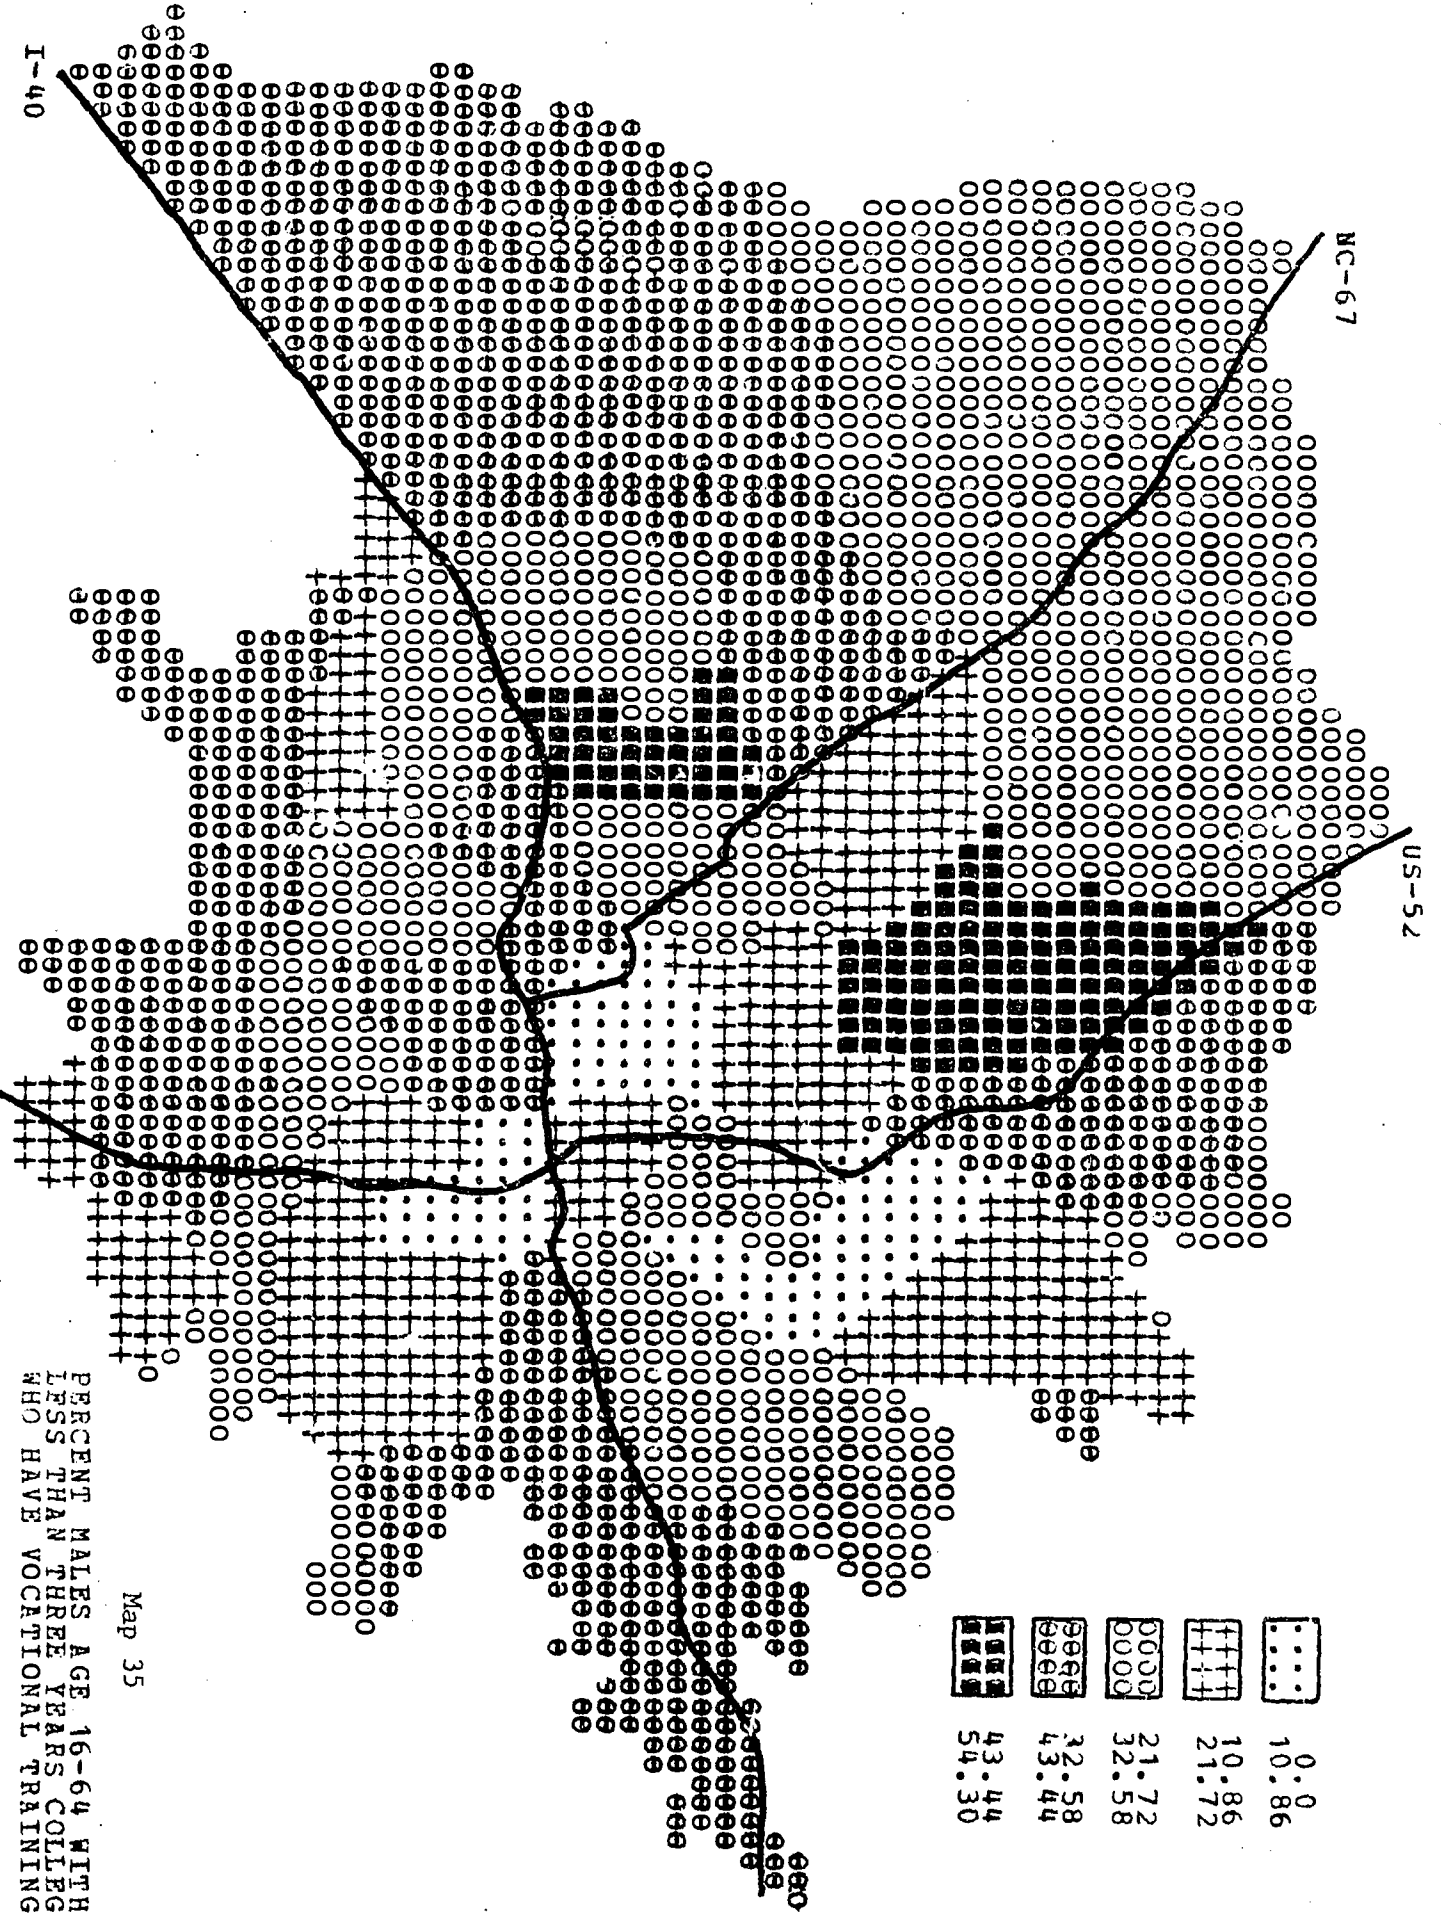 I-40
NC-67
US-52
0.0
10.86
10.86
21.72
21.72
32.58
32.58
43.44
43.44
54.30
Map 35
PERCENT MALES AGE 16-64 WITH
LESS THAN THREE YEARS COLLEG
WHO HAVE VOCATIONAL TRAINING